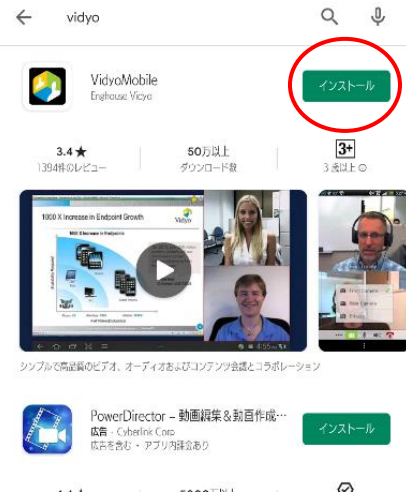 vidyo
VidyoMobile
Enghouse Vidyo
インストール
3.4★
50万以上
3+
1394件のレビュー
ダウンロード数
3 歳以上
1000 X Increase in Endpoint Growth
Vidyo
4:55
シンプルで高品質のビデオ、オーディオおよびコンテンツ会議とコラボレーション
PowerDirector – 動画編集＆動画作成…
広告・Cyberlink Corp
広告を含む・アプリ内課金あり
インストール